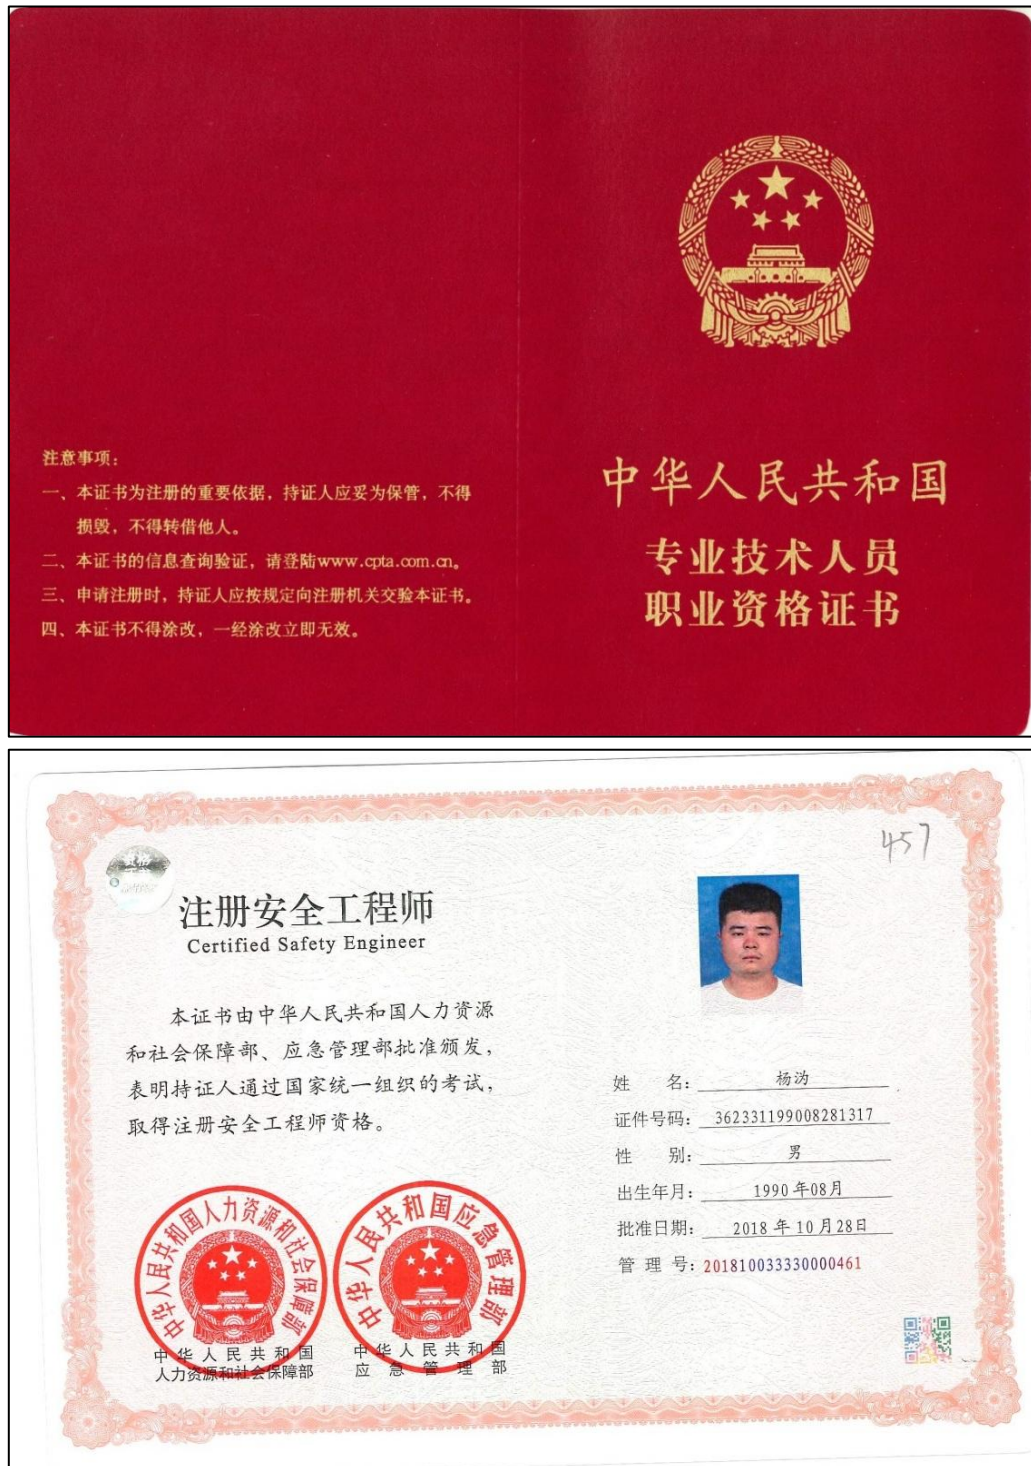 注意事项：
一、本证书为注册的重要依据，持证人应妥为保管，不得
损毁，不得转借他人。
二、本证书的信息查询验证，请登陆www.cpta.com.cn。
三、申请注册时，持证人应按规定向注册机关交验本证书。
四、本证书不得涂改，一经涂改立即无效。
中华人民共和国
专业技术人员
职业资格证书
457
注册安全工程师
Certified Safety Engineer
本证书由中华人民共和国人力资源
和社会保障部、应急管理部批准颁发，
表明持证人通过国家统一组织的考试，
取得注册安全工程师资格。
姓 名：杨沩
证件号码：362331199008281317
性 别：男
出生年月：1990年08月
批准日期：2018年10月28日
管 理 号：201810033330000461
中华人民共和国人力资源和社会保障部
中华人民共和国应急管理部
中华人民共和国
人力资源和社会保障部
中华人民共和国
应急管理部